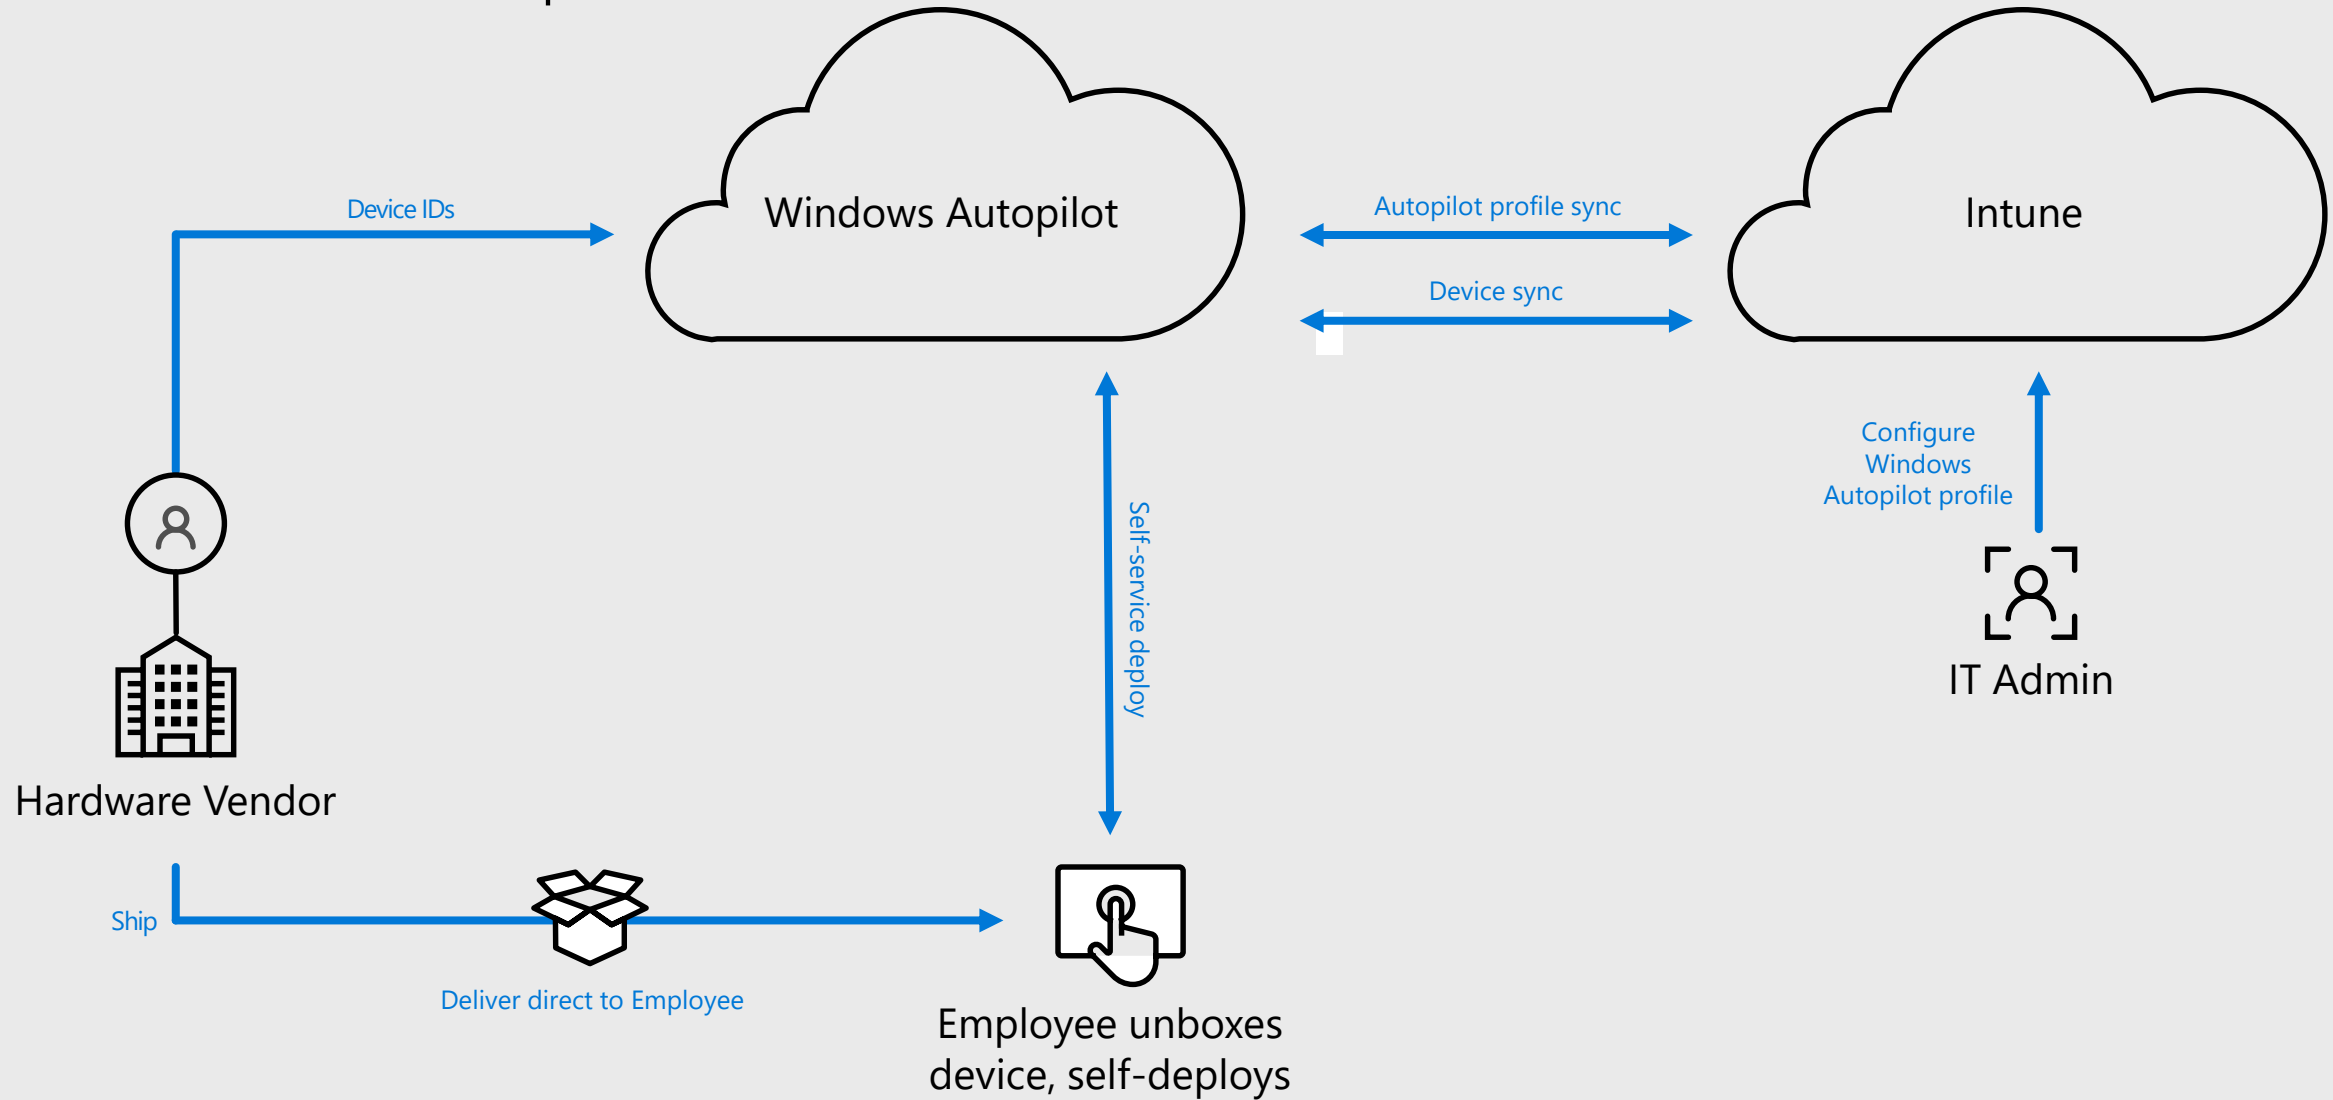 Windows Autopilot
Intune
Device IDs
Autopilot profile sync
Device sync
Configure
Windows
Autopilot profile
Self-service deploy
IT Admin
Hardware Vendor
Ship
Deliver direct to Employee
Employee unboxes
device, self-deploys